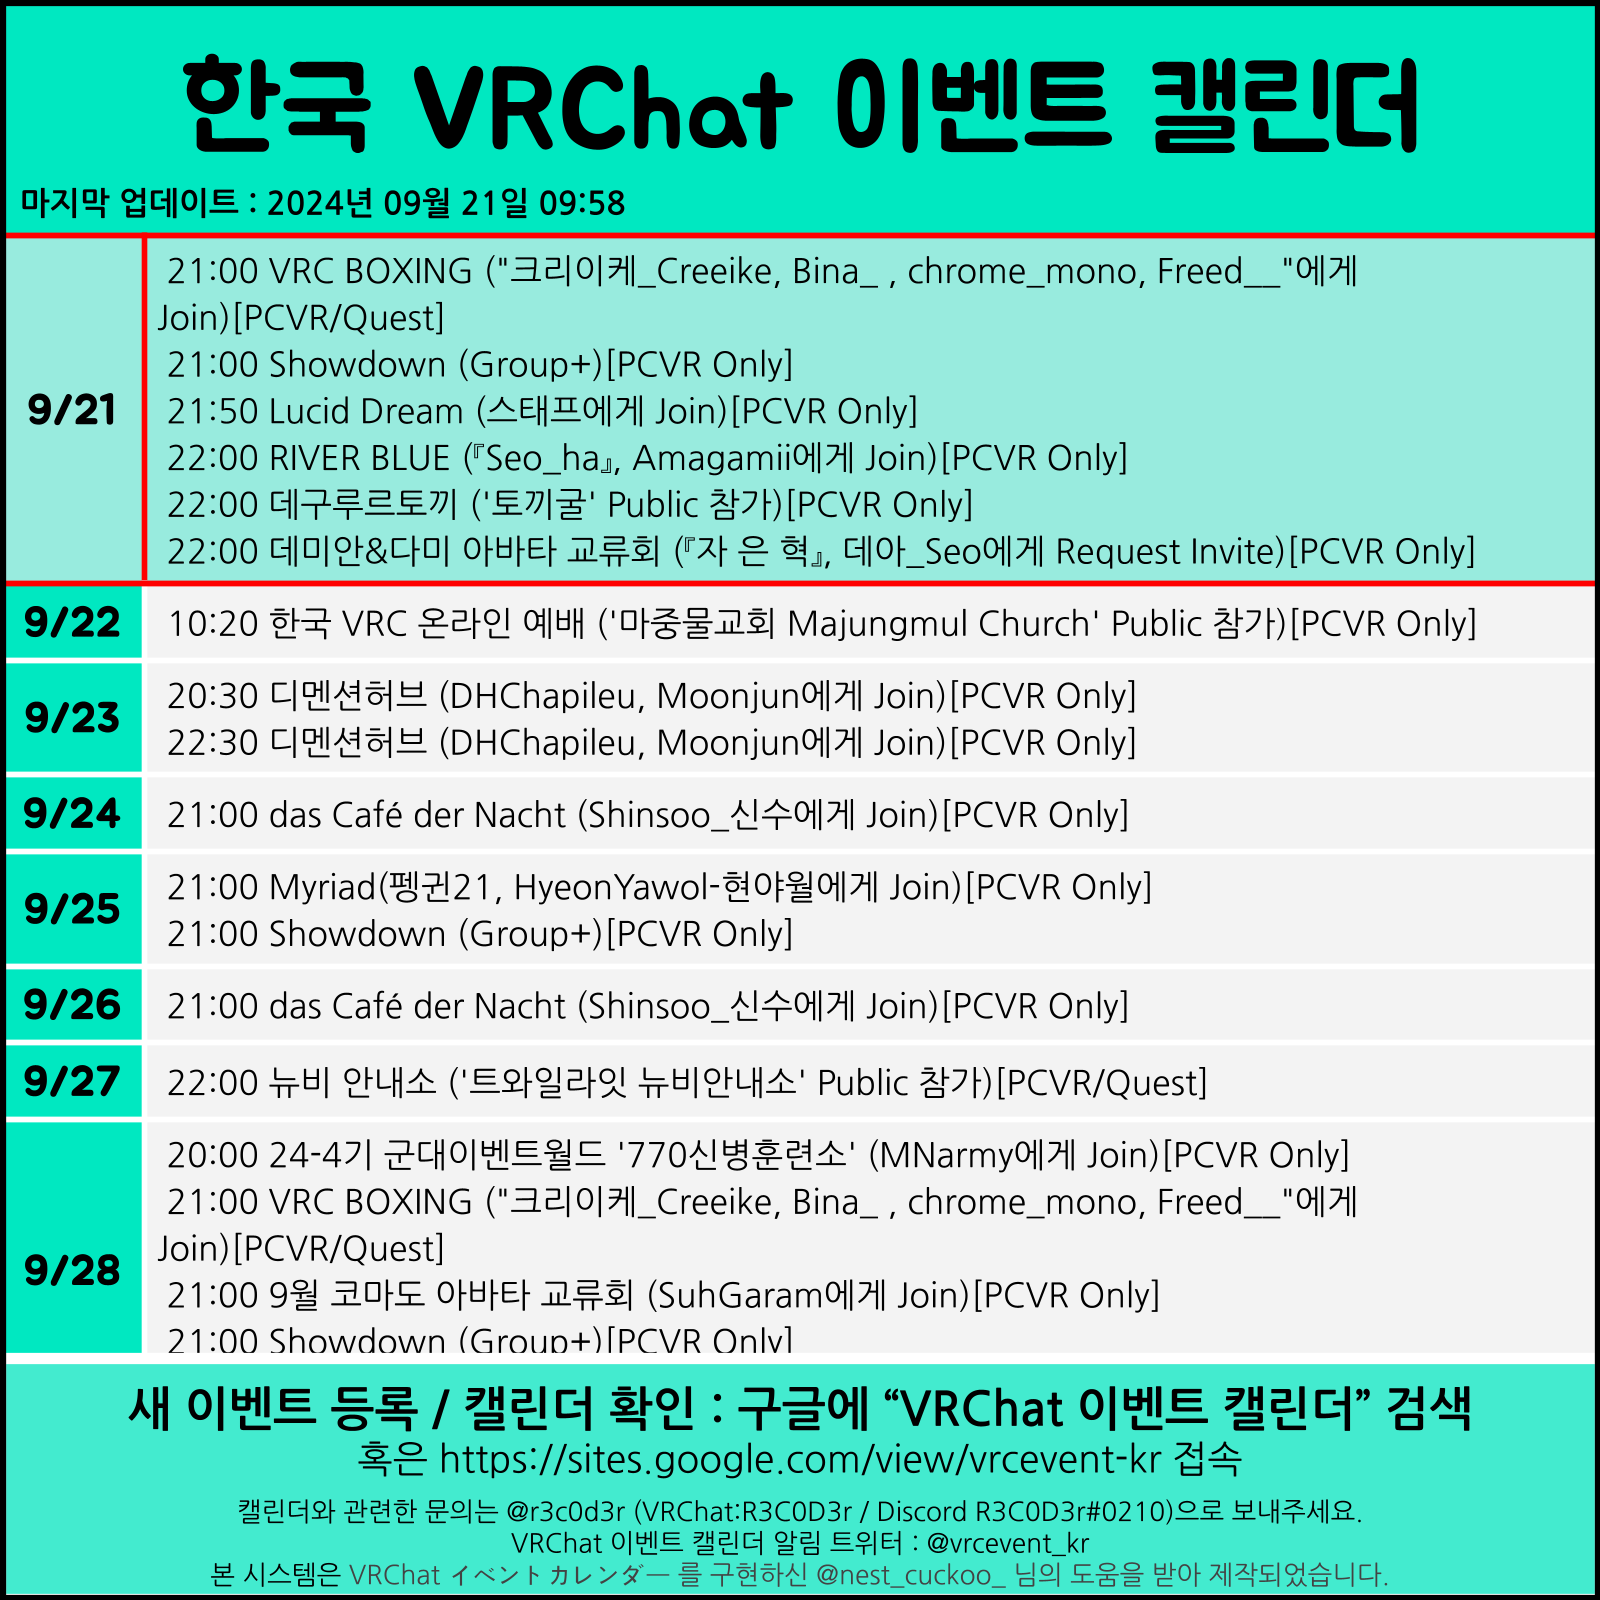 한국 VRChat 이벤트 캘린더
마지막 업데이트 : 2024년 09월 21일 09:58
21:00 VRC BOXING ("크리이케_Creeike, Bina_ , chrome_mono, Freed__"에게
Join)[PCVR/Quest]
21:00 Showdown (Group+)[PCVR Only]
9/21
21:50 Lucid Dream (스태프에게 Join)[PCVR Only]
22:00 RIVER BLUE (『Seo_ha』, Amagamii에게 Join)[PCVR Only]
22:00 데구루르토끼 ('토끼굴' Public 참가)[PCVR Only]
22:00 데미안&다미 아바타 교류회 (『자 은 혁』, 데아_Seo에게 Request Invite)[PCVR Only]
9/22
10:20 한국 VRC 온라인 예배 ('마중물교회 Majungmul Church' Public 참가)[PCVR Only]
9/23
20:30 디멘션허브 (DHChapileu, Moonjun에게 Join)[PCVR Only]
22:30 디멘션허브 (DHChapileu, Moonjun에게 Join)[PCVR Only]
9/24
21:00 das Café der Nacht (Shinsoo_신수에게 Join)[PCVR Only]
9/25
21:00 Myriad(펭귄21, HyeonYawol-현야월에게 Join)[PCVR Only]
21:00 Showdown (Group+)[PCVR Only]
9/26
21:00 das Café der Nacht (Shinsoo_신수에게 Join)[PCVR Only]
9/27
22:00 뉴비 안내소 ('트와일라잇 뉴비안내소' Public 참가)[PCVR/Quest]
9/28
20:00 24-4기 군대이벤트월드 '770신병훈련소' (MNarmy에게 Join)[PCVR Only]
21:00 VRC BOXING ("크리이케_Creeike, Bina_ , chrome_mono, Freed__"에게
Join)[PCVR/Quest]
21:00 9월 코마도 아바타 교류회 (SuhGaram에게 Join)[PCVR Only]
21:00 Showdown (Group+)[PCVR Only]
새 이벤트 등록 / 캘린더 확인 : 구글에 “VRChat 이벤트 캘린더” 검색
혹은 https://sites.google.com/view/vrcevent-kr 접속
캘린더와 관련한 문의는 @r3c0d3r (VRChat:R3C0D3r / Discord R3C0D3r#0210)으로 보내주세요.
VRChat 이벤트 캘린더 알림 트위터 : @vrcevent_kr
본 시스템은 VRChat イベントカレンダー 를 구현하신 @nest_cuckoo_ 님의 도움을 받아 제작되었습니다.